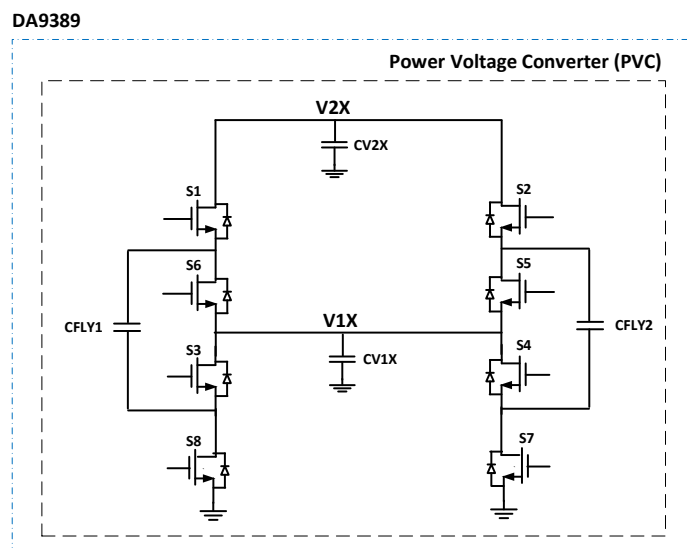 DA9389
Power Voltage Converter (PVC)
V2X
CV2X
S1
S2
S6
S5
CFLY1
V1X
CFLY2
CV1X
S3
S4
S8
S7